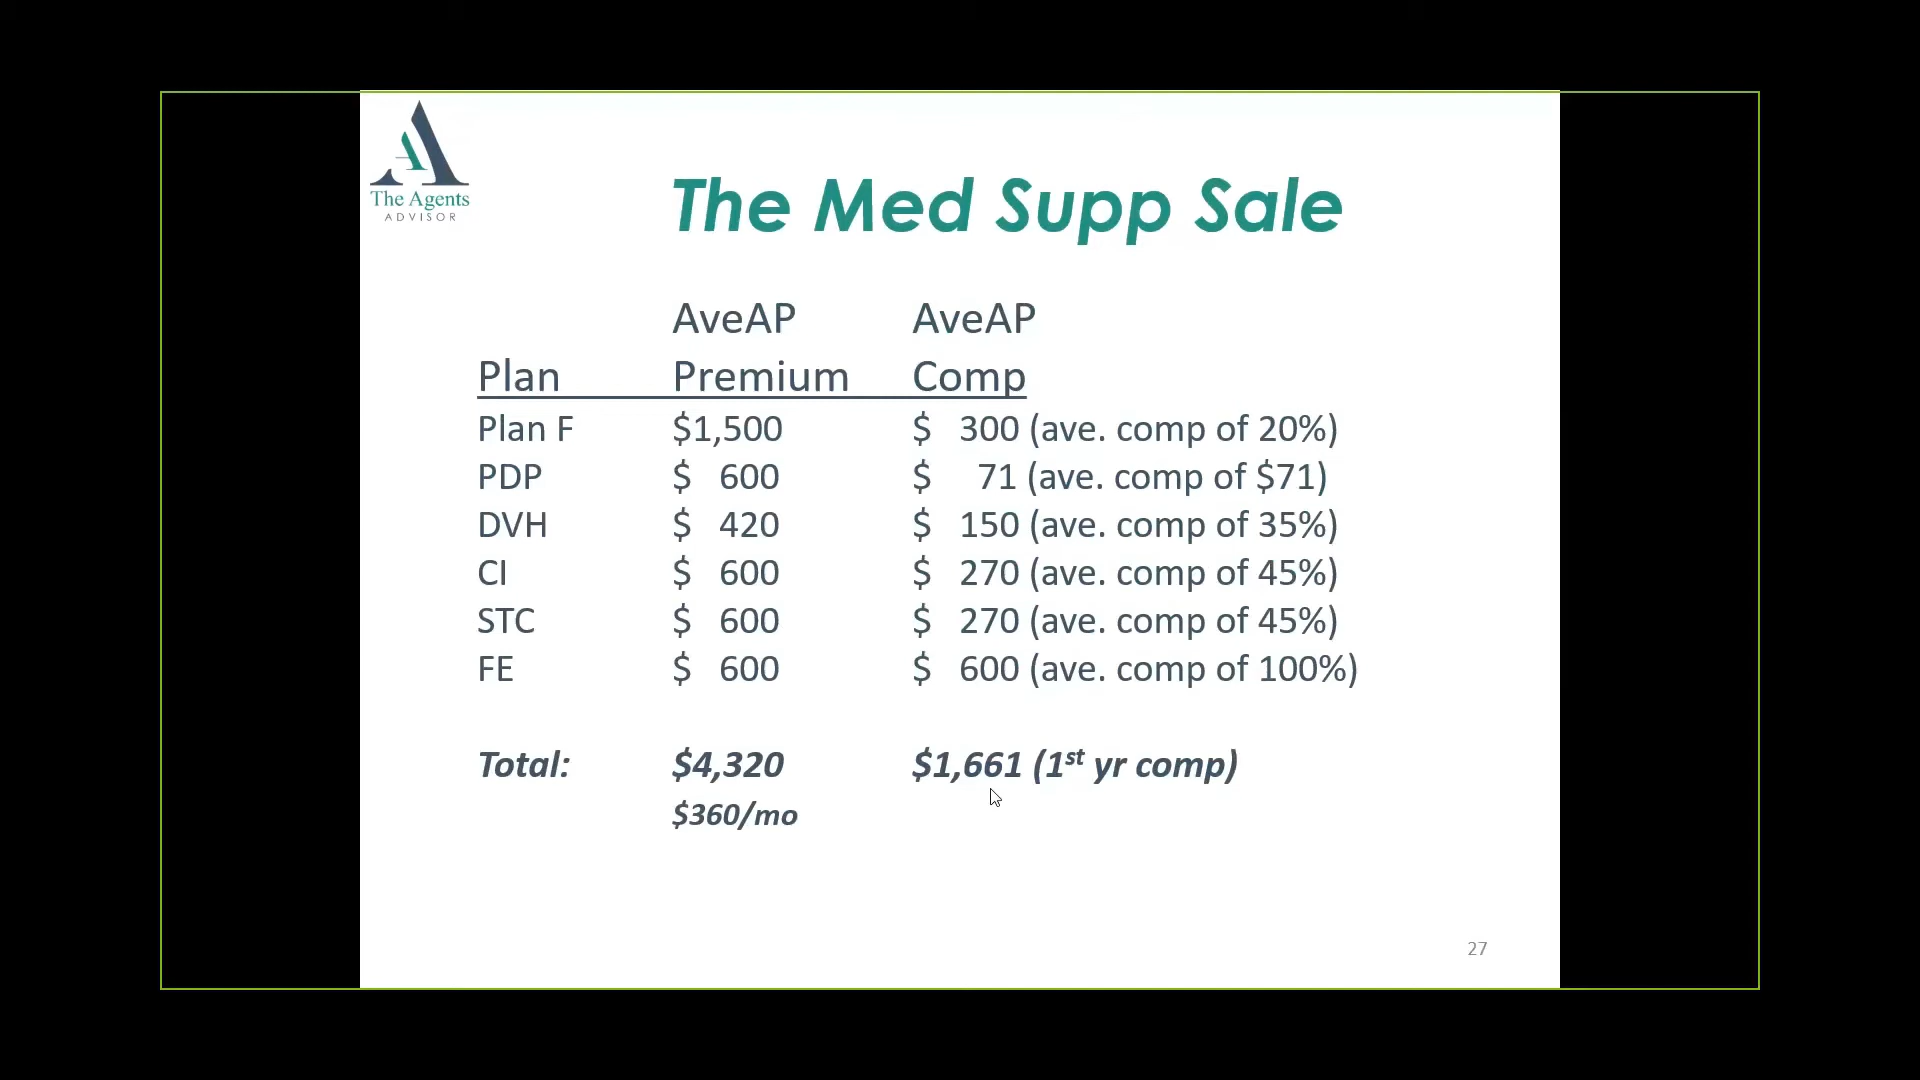 The Agents
ADVISOR
The Med Supp Sale
AveAP AveAP
Plan Premium Comp
Plan F $1,500 $ 300 (ave. comp of 20%)
PDP $ 600 $ 71 (ave. comp of $71)
DVH $ 420 $ 150 (ave. comp of 35%)
CI $ 600 $ 270 (ave. comp of 45%)
STC $ 600 $ 270 (ave. comp of 45%)
FE $ 600 $ 600 (ave. comp of 100%)
Total: $4,320 $1,661 (1st yr comp)
$360/mo
27